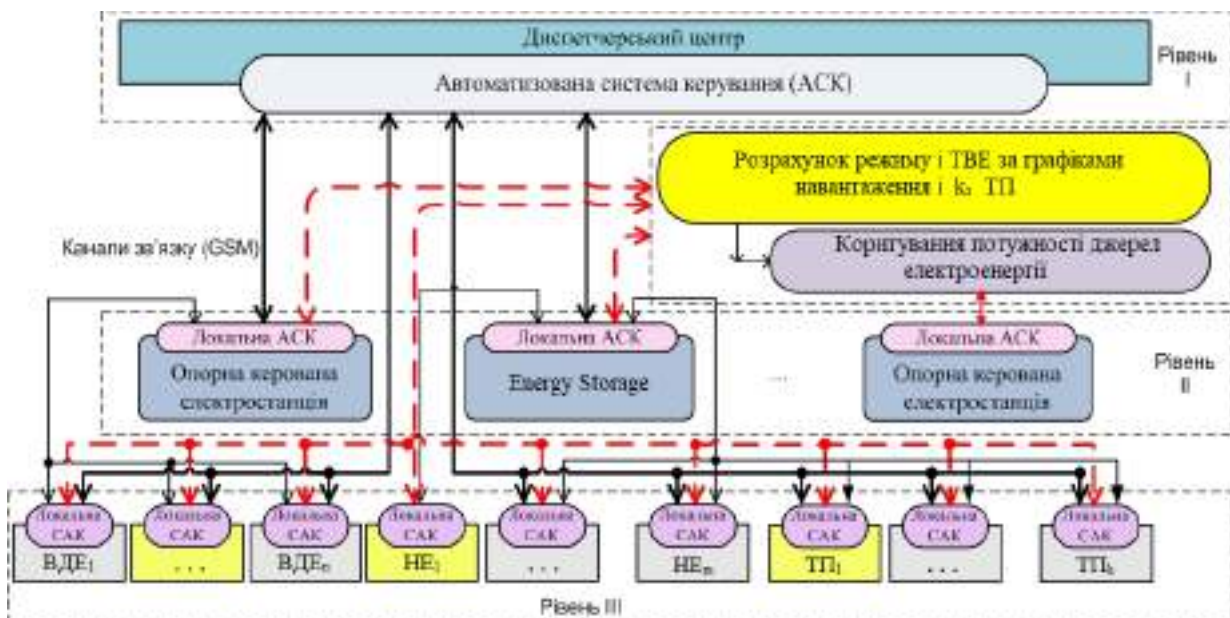 Диспетчерський центр
Автоматизована система керування (АСК)
Рівень
I
Розрахунок режиму і ТВЕ за графіками
навантаження і kз ТП
Канали зв'язку (GSM)
Коригування потужності джерел
електроенергії
Локальна АСК
Опорна керована
електростанція
Локальна АСК
Energy Storage
...
Локальна АСК
Опорна керована
електростанція
Рівень
II
Локальна
САК
ВДЕ1
Локальна
САК
...
Локальна
САК
ВДЕn
Локальна
САК
НЕ1
Локальна
САК
...
Локальна
САК
НЕm
Локальна
САК
ТП1
Локальна
САК
...
Локальна
САК
ТПk
Рівень III